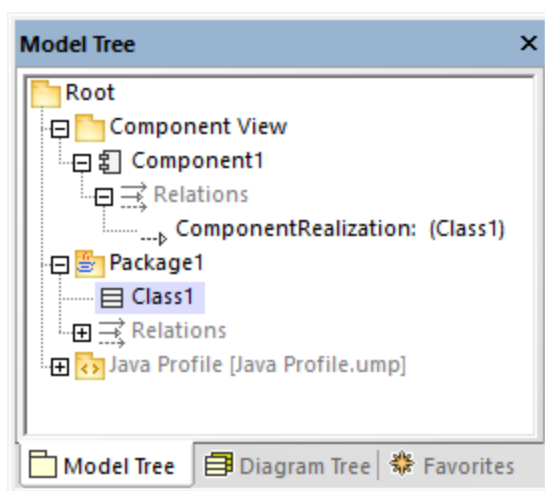 Model Tree
Root
Component View
Component1
Relations
ComponentRealization: (Class1)
Package1
Class1
Relations
Java Profile [Java Profile.ump]
Model Tree Diagram Tree Favorites